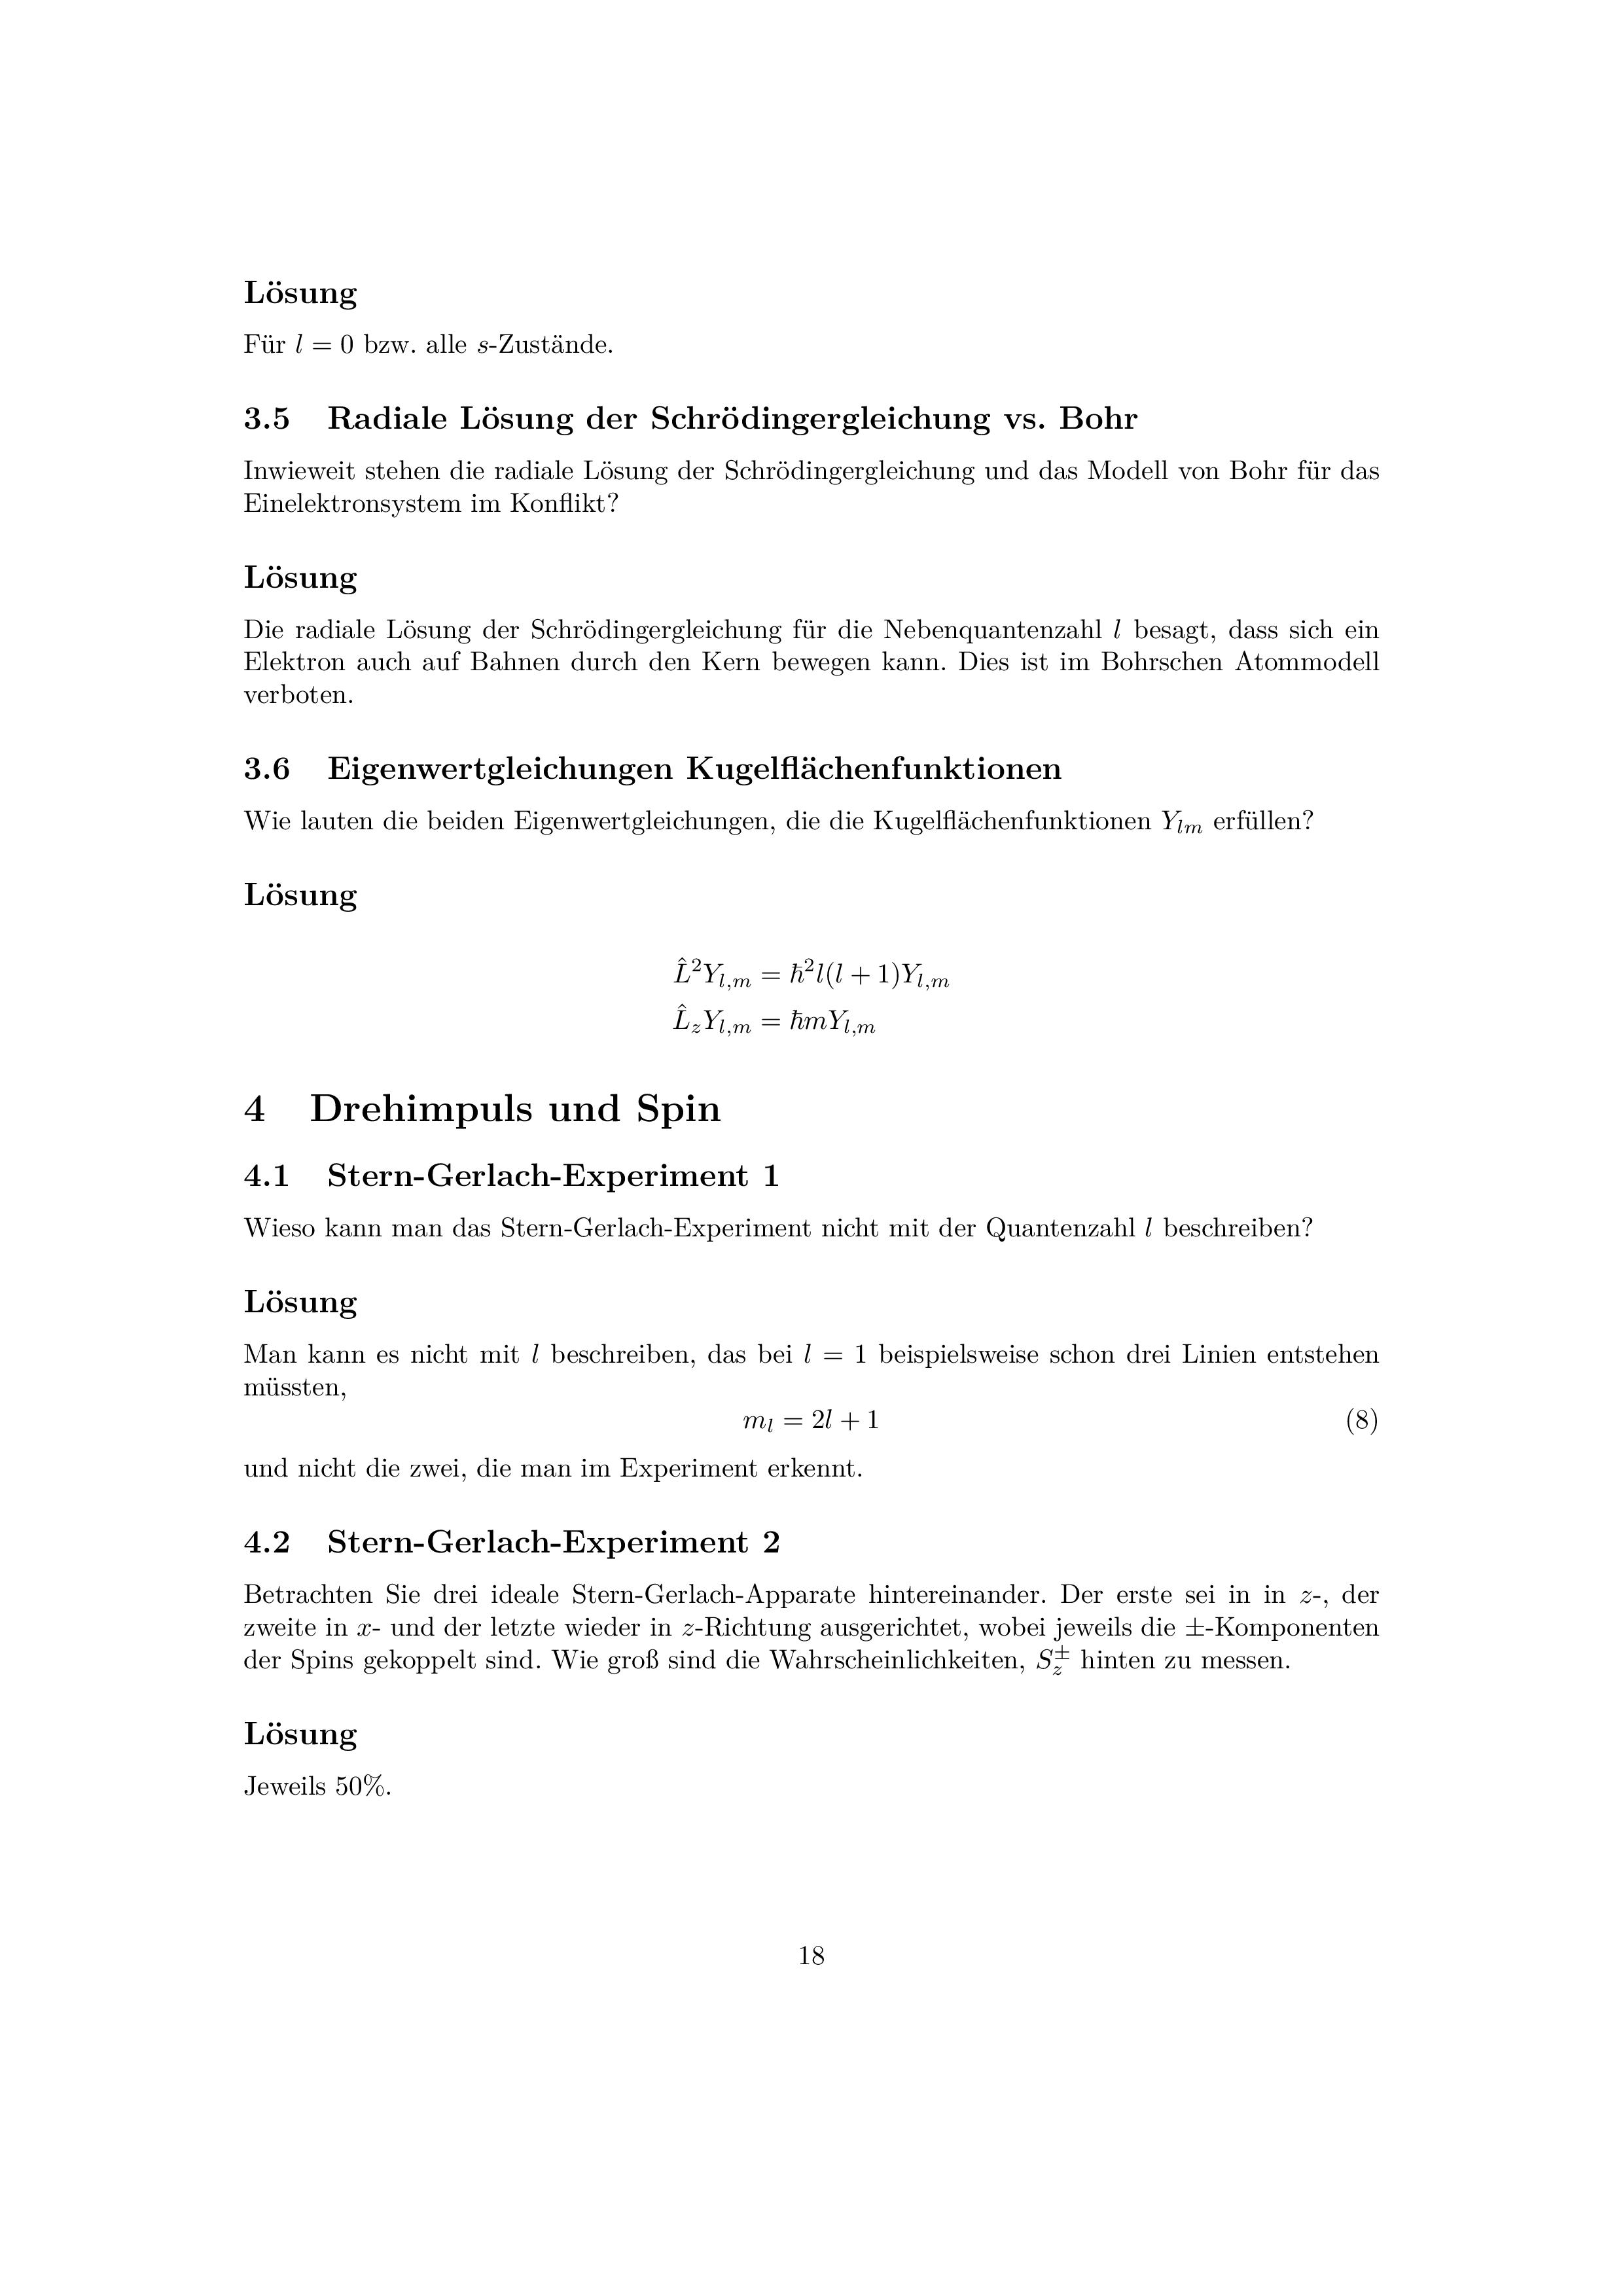 Lösung
Für l = 0 bzw. alle s-Zustände.
3.5 Radiale Lösung der Schrödingergleichung vs. Bohr
Inwieweit stehen die radiale Lösung der Schrödingergleichung und das Modell von Bohr für das
Einelektronsystem im Konflikt?
Lösung
Die radiale Lösung der Schrödingergleichung für die Nebenquantenzahl l besagt, dass sich ein
Elektron auch auf Bahnen durch den Kern bewegen kann. Dies ist im Bohrschen Atommodell
verboten.
3.6 Eigenwertgleichungen Kugelflächenfunktionen
Wie lauten die beiden Eigenwertgleichungen, die die Kugelflächenfunktionen Y_{lm} erfüllen?
Lösung
\hat{L}^2 Y_{l,m} = ℏ^2 l(l + 1)Y_{l,m}
\hat{L}_z Y_{l,m} = ℏmY_{l,m}
4 Drehimpuls und Spin
4.1 Stern-Gerlach-Experiment 1
Wieso kann man das Stern-Gerlach-Experiment nicht mit der Quantenzahl l beschreiben?
Lösung
Man kann es nicht mit l beschreiben, das bei l = 1 beispielsweise schon drei Linien entstehen
müssten,
m_l = 2l + 1 (8)
und nicht die zwei, die man im Experiment erkennt.
4.2 Stern-Gerlach-Experiment 2
Betrachten Sie drei ideale Stern-Gerlach-Apparate hintereinander. Der erste sei in in z-, der
zweite in x- und der letzte wieder in z-Richtung ausgerichtet, wobei jeweils die ±-Komponenten
der Spins gekoppelt sind. Wie groß sind die Wahrscheinlichkeiten, S_z^± hinten zu messen.
Lösung
Jeweils 50%.
18